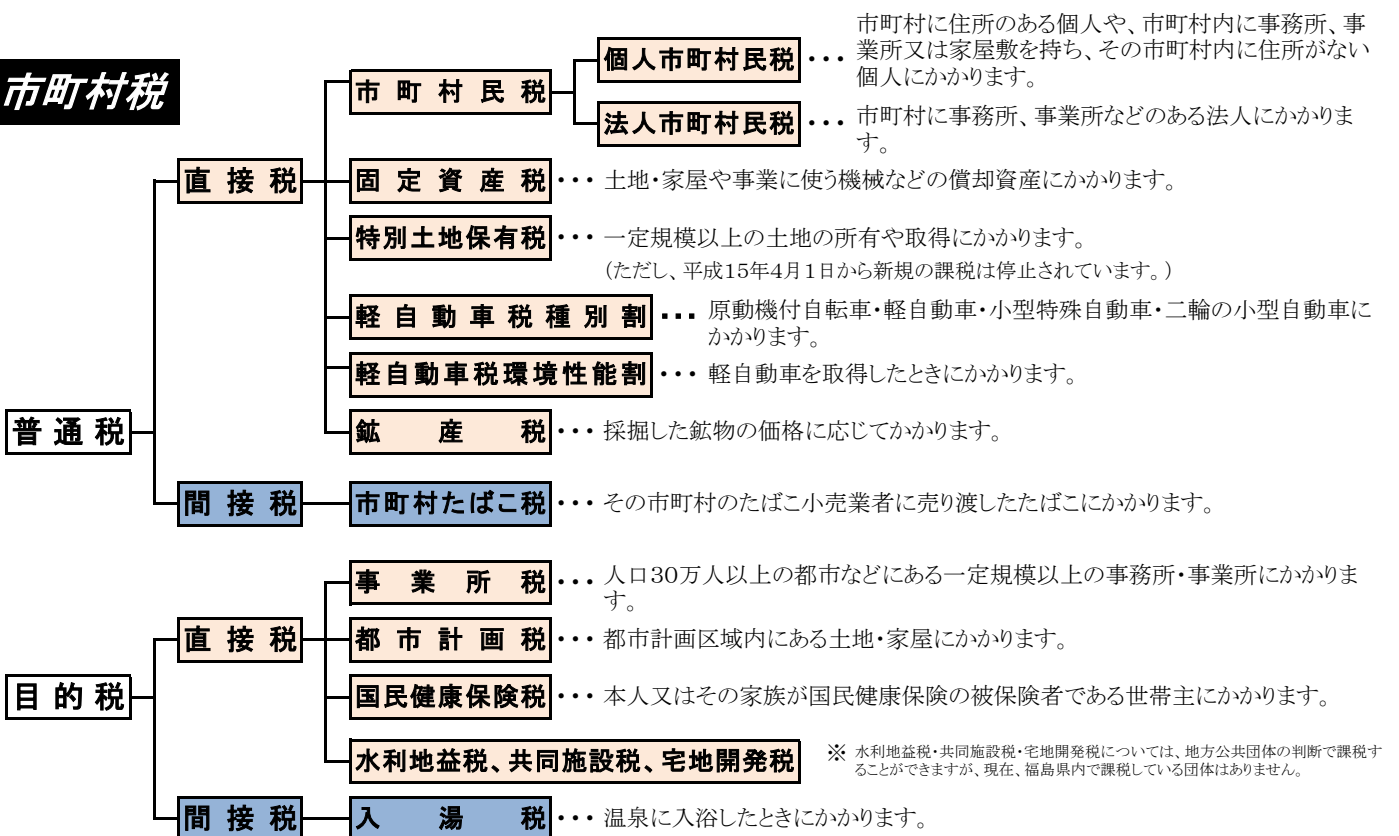 市町村税
普通税
直接税
市町村民税
個人市町村民税
・・・ 市町村に住所のある個人や、市町村内に事務所、事
業所又は家屋敷を持ち、その市町村内に住所がない
個人にかかります。
法人市町村民税
・・・ 市町村に事務所、事業所などのある法人にかかりま
す。
固定資産税 ・・・ 土地・家屋や事業に使う機械などの償却資産にかかります。
特別土地保有税 ・・・ 一定規模以上の土地の所有や取得にかかります。
(ただし、平成15年4月1日から新規の課税は停止されています。)
軽自動車税種別割 ・・・ 原動機付自転車・軽自動車・小型特殊自動車・二輪の小型自動車に
かかります。
軽自動車税環境性能割 ・・・ 軽自動車を取得したときにかかります。
鉱産税 ・・・ 採掘した鉱物の価格に応じてかかります。
間接税
市町村たばこ税 ・・・ その市町村のたばこ小売業者に売り渡したたばこにかかります。
目的税
直接税
事業所税 ・・・ 人口30万人以上の都市などにある一定規模以上の事務所・事業所にかかりま
す。
都市計画税 ・・・ 都市計画区域内にある土地・家屋にかかります。
国民健康保険税 ・・・ 本人又はその家族が国民健康保険の被保険者である世帯主にかかります。
水利地益税、共同施設税、宅地開発税
※ 水利地益税・共同施設税・宅地開発税については、地方公共団体の判断で課税す
ることができますが、現在、福島県内で課税している団体はありません。
間接税
入湯税 ・・・ 温泉に入浴したときにかかります。